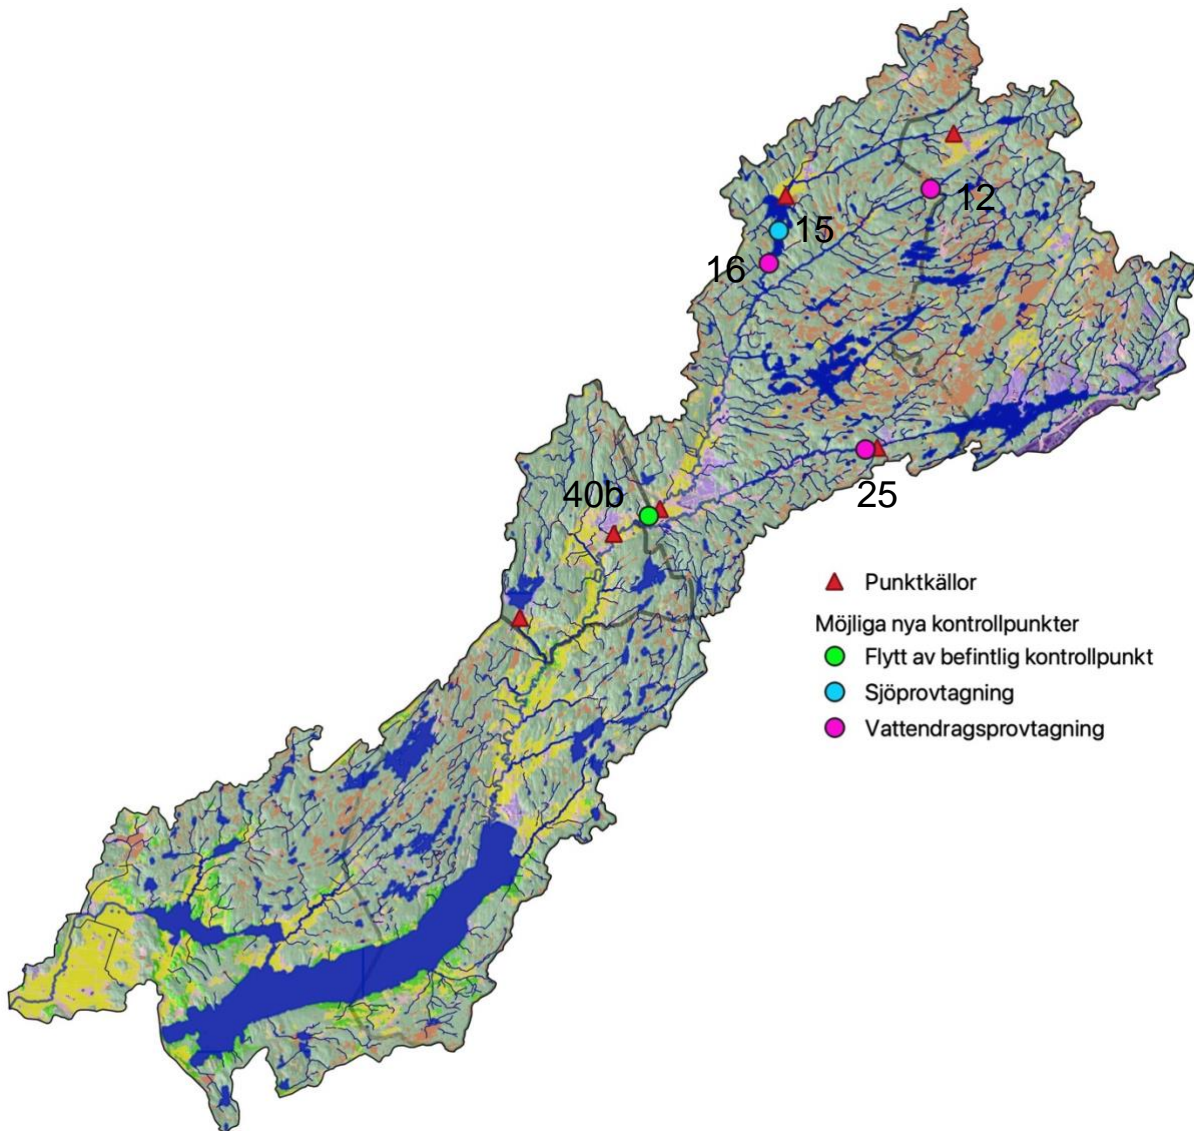 12
15
16
40b
25
Punktkällor
Möjliga nya kontrollpunkter
Flytt av befintlig kontrollpunkt
Sjöprovtagning
Vattendragsprovtagning